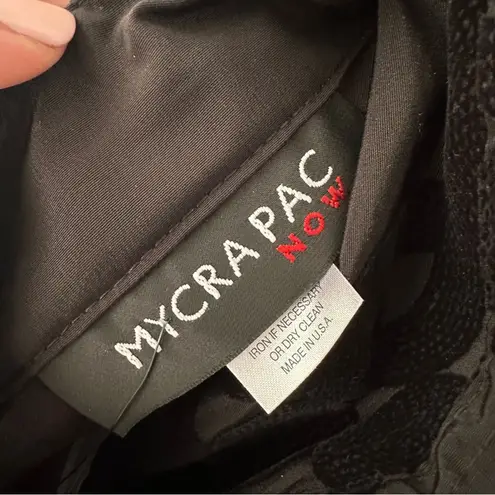 MYCRA PAC
NOW
IRON IF NECESSARY
OR DRY CLEAN
MADE IN U.S.A.